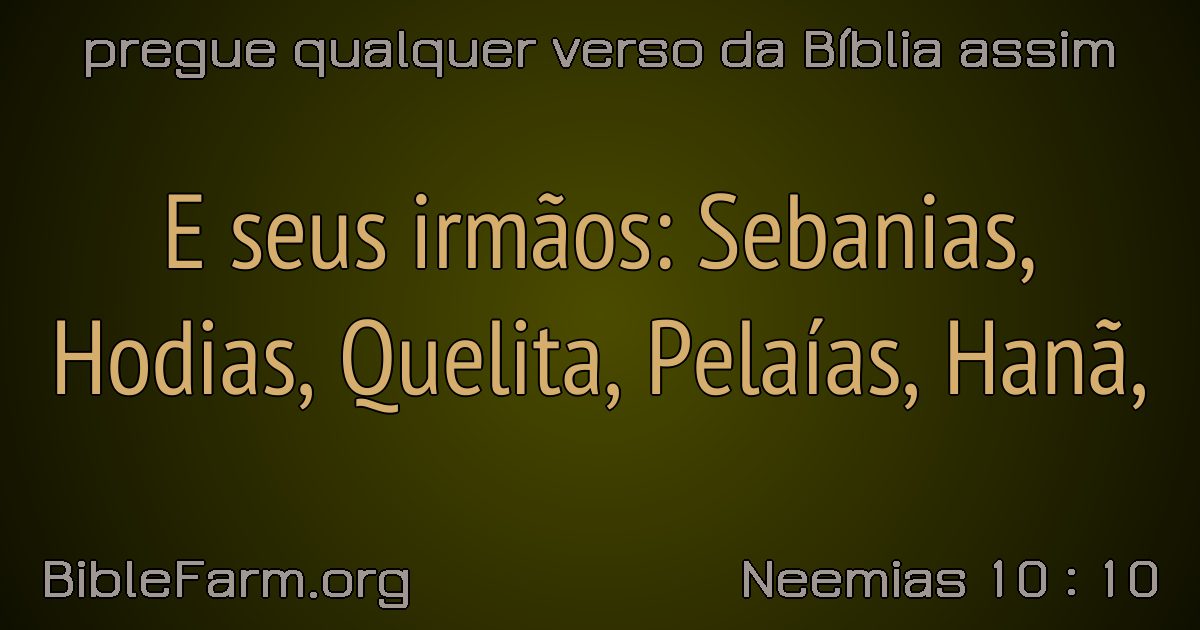 pregue qualquer verso da Bíblia assim
E seus irmãos: Sebanias,
Hodias, Quelita, Pelaías, Hanã,
BibleFarm.org
Neemias 10 : 10